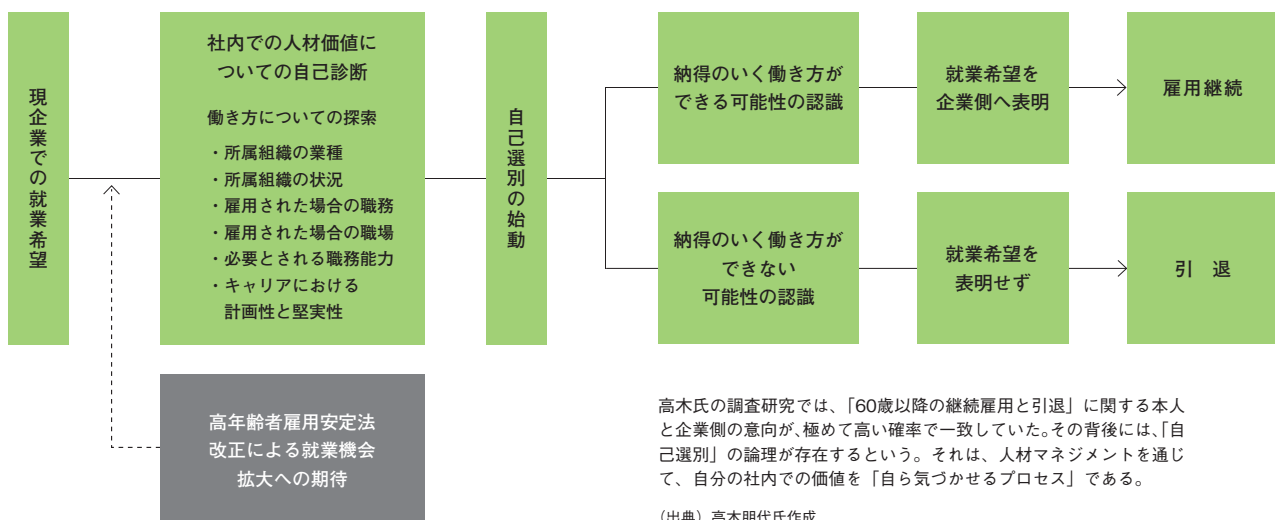 現企業での就業希望
社内での人材価値に
ついての自己診断
働き方についての探索
・所属組織の業種
・所属組織の状況
・雇用された場合の職務
・雇用された場合の職場
・必要とされる職務能力
・キャリアにおける
計画性と堅実性
高年齢者雇用安定法
改正による就業機会
拡大への期待
自己選別の始動
納得のいく働き方が
できる可能性の認識
就業希望を
企業側へ表明
雇用継続
納得のいく働き方が
できない
可能性の認識
就業希望を
表明せず
引　退
高木氏の調査研究では、「60歳以降の継続雇用と引退」に関する本人
と企業側の意向が、極めて高い確率で一致していた。その背後には、「自
己選別」の論理が存在するという。それは、人材マネジメントを通じ
て、自分の社内での価値を「自ら気づかせるプロセス」である。
（出典）高木朋代氏作成